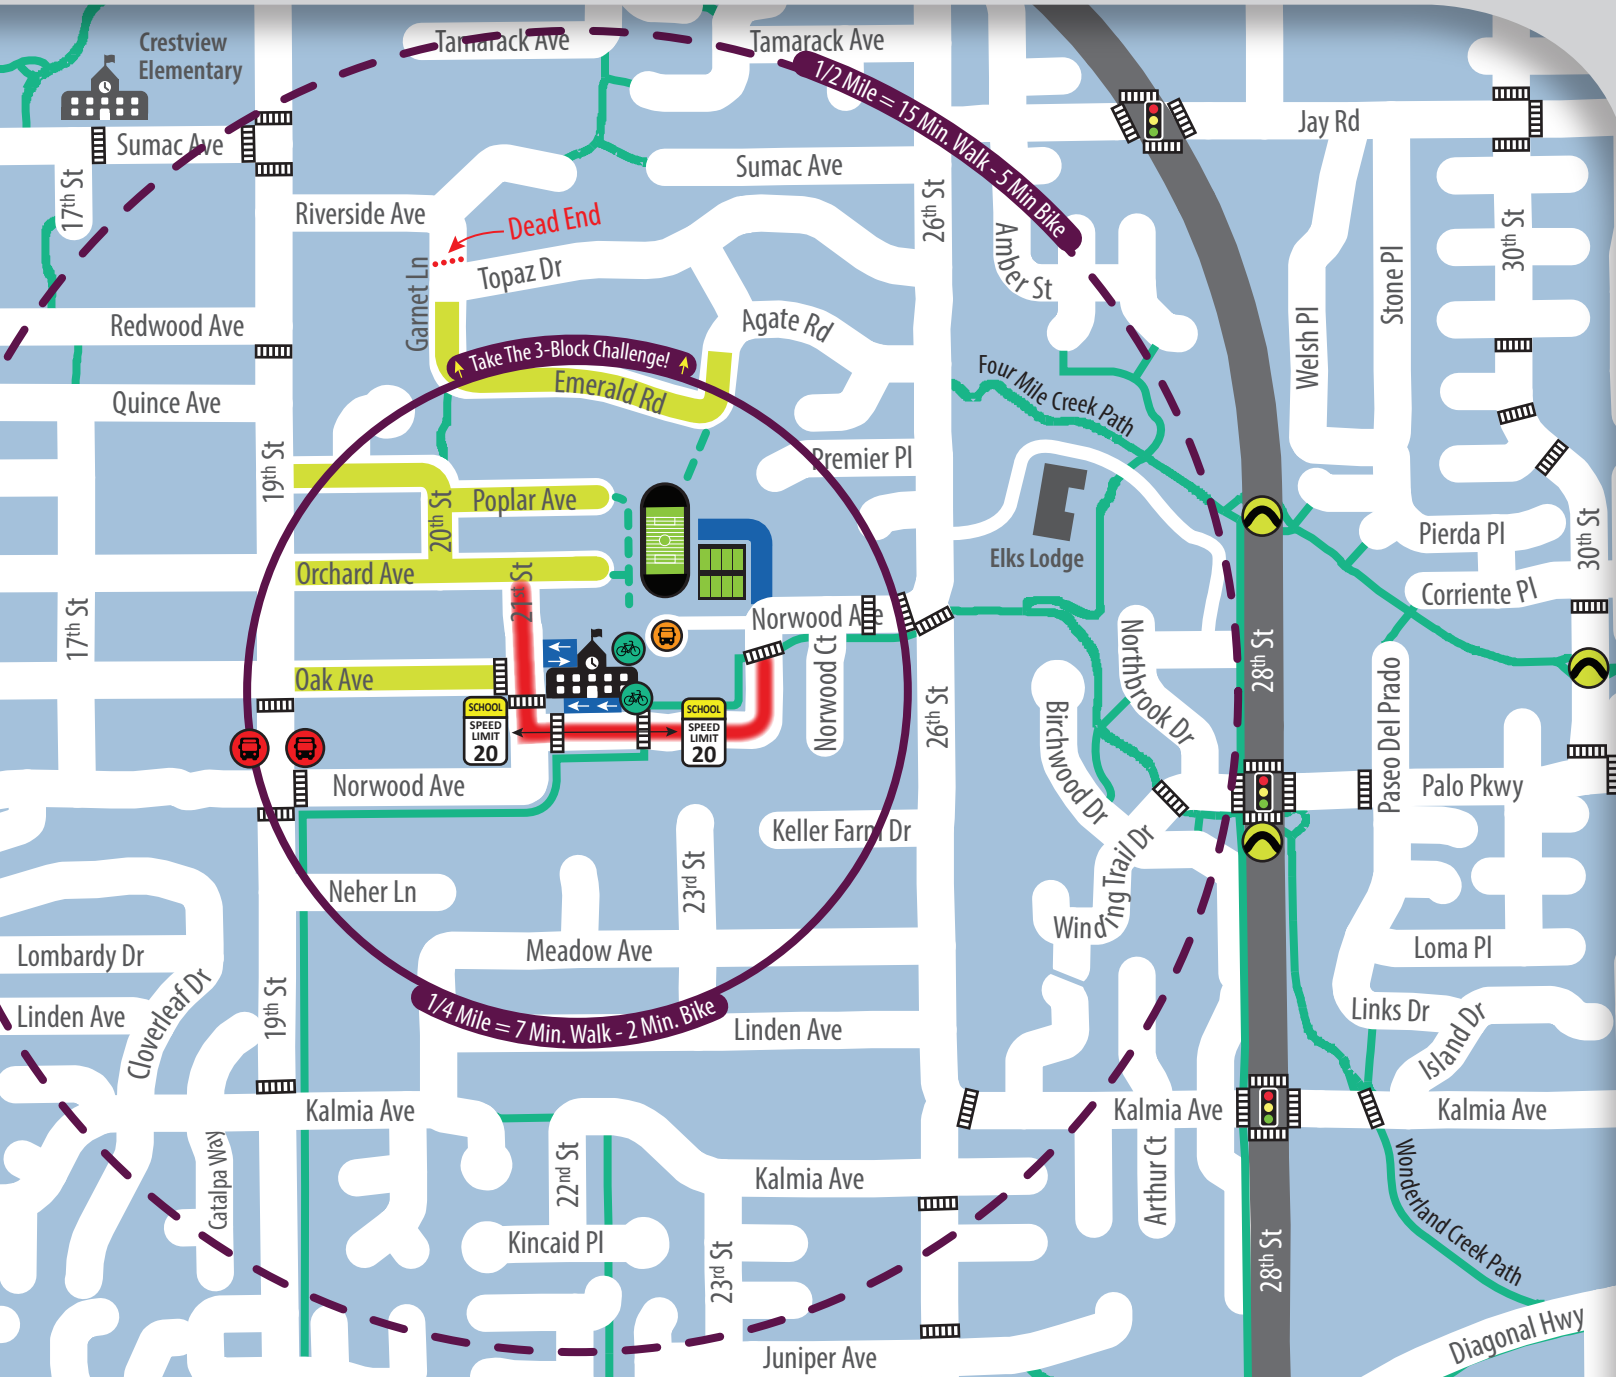 Crestview
Elementary
Tamarack Ave
Tamarack Ave
1/2 Mile = 15 Min. Walk - 5 Min Bike
Jay Rd
Sumac Ave
Sumac Ave
17th St
Riverside Ave
Dead End
26th St
Amber St
30th St
Garnet Ln
Topaz Dr
Stone Pl
Welsh Pl
Redwood Ave
Agate Rd
Take The 3-Block Challenge!
Emerald Rd
Four Mile Creek Path
Quince Ave
19th St
Premier Pl
20th St
Poplar Ave
Elks Lodge
Pierda Pl
30th St
Orchard Ave
21st St
Corriente Pl
17th St
Norwood Ave
Norwood Ct
Northbrook Dr
28th St
Oak Ave
SCHOOL
SPEED
LIMIT
20
SCHOOL
SPEED
LIMIT
20
26th St
Birchwood Dr
Paseo Del Prado
Norwood Ave
Palo Pkwy
Keller Farm Dr
Winding Trail Dr
Neher Ln
23rd St
Lombardy Dr
Meadow Ave
Loma Pl
Cloverleaf Dr
19th St
1/4 Mile = 7 Min. Walk - 2 Min. Bike
Linden Ave
Linden Ave
Links Dr
Island Dr
Kalmia Ave
Kalmia Ave
Kalmia Ave
Catalpa Way
22nd St
Kalmia Ave
Arthur Ct
Wonderland Creek Path
Kincaid Pl
23rd St
28th St
Diagonal Hwy
Juniper Ave